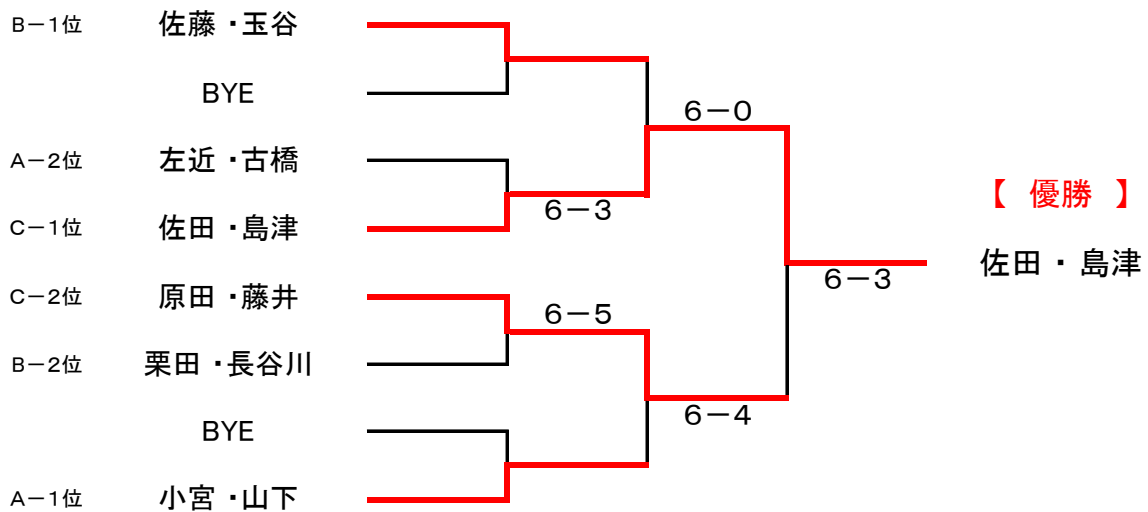 B－1位 佐藤・玉谷
BYE
6－0
A－2位 左近・古橋
【 優勝 】
6－3
C－1位 佐田・島津
佐田・島津
6－3
C－2位 原田・藤井
6－5
B－2位 栗田・長谷川
6－4
BYE
A－1位 小宮・山下